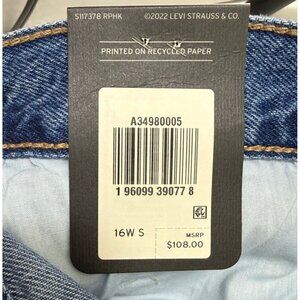 S117378 RPHK ©2022 LEVI STRAUSS & CO.
PRINTED ON RECYCLED PAPER
A34980005
1 96099 39077 8
16W S
MSRP
$108.00